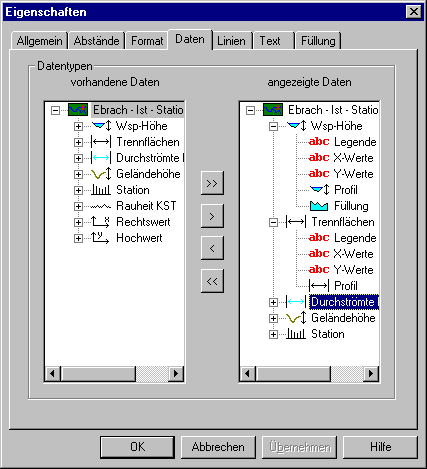 Eigenschaften
Allgemein Abstände Format Daten Linien Text Füllung
Datentypen
vorhandene Daten
Ebrach - Ist - Statio
Wsp-Höhe
Trennflächen
Durchströmte
Geländehöhe
Station
Rauheit KST
Rechtswert
Hochwert
>>
>
<
<<
angezeigte Daten
Ebrach - Ist - Statio
Wsp-Höhe
abc Legende
abc X-Werte
abc Y-Werte
Profil
Füllung
Trennflächen
abc Legende
abc X-Werte
abc Y-Werte
Profil
Durchströmte
Geländehöhe
Station
OK Abbrechen Übernehmen Hilfe